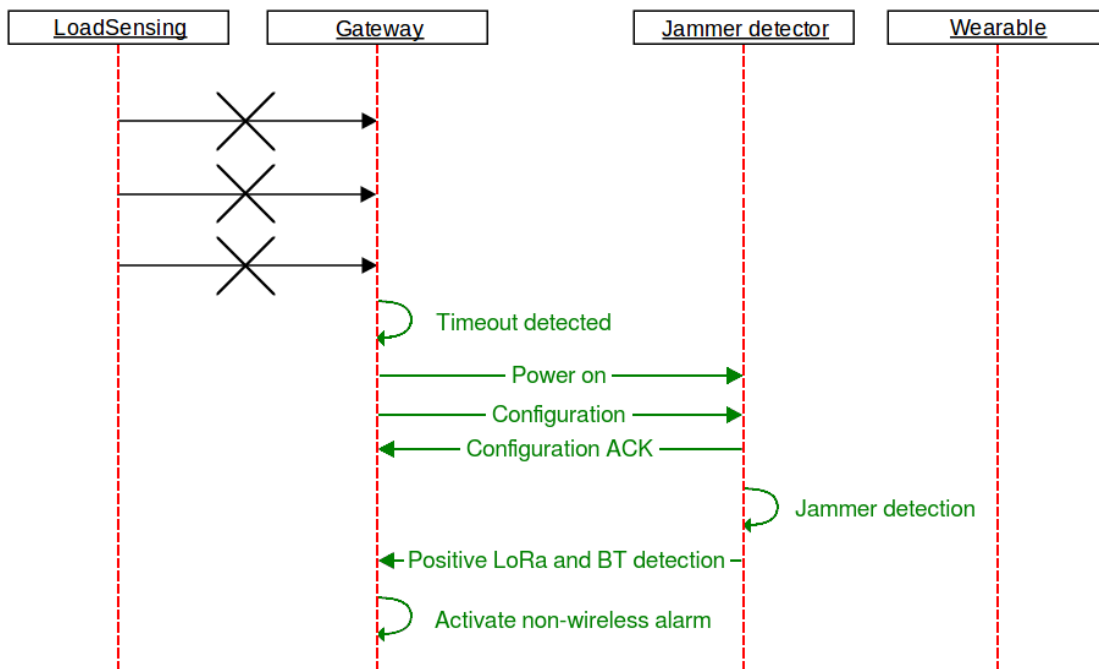 LoadSensing
Gateway
Jammer detector
Wearable
Timeout detected
Power on
Configuration
Configuration ACK
Jammer detection
Positive LoRa and BT detection
Activate non-wireless alarm